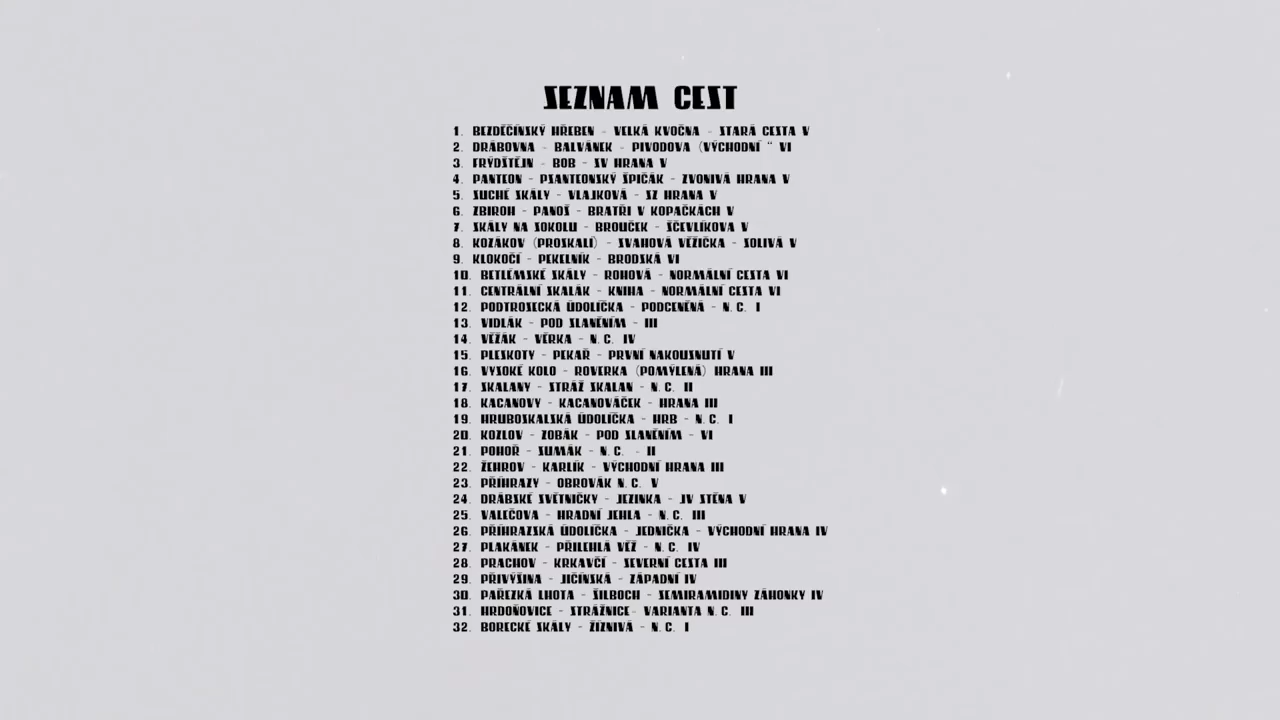 SEZNAM CEST
1. BEZDĚČÍNSKÝ HŘEBEN - VELKÁ KVOČNA - STARÁ CESTA V
2. DRÁBOVNA - BALVÁNEK - PIVODOVA (VÝCHODNÍ " VI
3. FRÝDŠTĚJN - BOB - SV HRANA V
4. PANTEON - PSANTEONSKÝ ŠPIČÁK - ZVONIVÁ HRANA V
5. SUCHÉ SKÁLY - VLAJKOVÁ - SZ HRANA V
6. ZBIROH - PANOŠ - BRATŘI V KOPAČKÁCH V
7. SKÁLY NA SOKOLU - BROUČEK - ŠČEVLÍKOVA V
8. KOZÁKOV (PROSKALÍ) - SVAHOVÁ VĚŽIČKA - SOLIVÁ V
9. KLOKOČÍ - PEKELNÍK - BRODSKÁ VI
10. BETLÉMSKÉ SKÁLY - ROHOVÁ - NORMÁLNÍ CESTA VI
11. CENTRÁLNÍ SKALÁK - KNIHA - NORMÁLNÍ CESTA VI
12. PODTROSECKÁ ÚDOLÍČKA - PODCENĚNÁ - N.C. I
13. VIDLÁK - POD SLANĚNÍM - III
14. VĚŽÁK - VĚRKA - N.C. IV
15. PLESKOTY - PEKAŘ - PRVNÍ NAKOUSNUTÍ V
16. VYSOKÉ KOLO - ROVERKA (POMÝLENÁ) HRANA III
17. SKALANY - STRÁŽ SKALAN - N.C. II
18. KACANOVY - KACANOVÁČEK - HRANA III
19. HRUBOSKALSKÁ ÚDOLÍČKA - HRB - N.C. I
20. KOZLOV - ZOBÁK - POD SLANĚNÍM - VI
21. POHOŘ - SUMÁK - N.C. - II
22. ŽEHROV - KARLÍK - VÝCHODNÍ HRANA III
23. PŘÍHRAZY - OBROVÁK N.C. V
24. DRÁBSKÉ SVĚTNIČKY - JEZINKA - JV STĚNA V
25. VALEČOVA - HRADNÍ JEHLA - N.C. III
26. PŘÍHRAZSKÁ ÚDOLÍČKA - JEDNIČKA - VÝCHODNÍ HRANA IV
27. PLAKÁNEK - PŘILEHLÁ VĚŽ - N.C. IV
28. PRACHOV - KRKAVČÍ - SEVERNÍ CESTA III
29. PŘIVÝŠINA - JIČÍNSKÁ - ZÁPADNÍ IV
30. PAŘEZKÁ LHOTA - ŠILBOCH - SEMIRAMIDINY ZÁHONKY IV
31. HRDOŇOVICE - STRÁŽNICE- VARIANTA N.C. III
32. BORECKÉ SKÁLY - ŽÍZNIVÁ - N.C. I